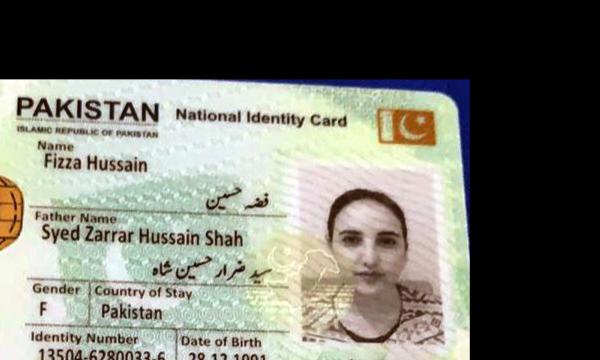 PAKISTAN National Identity Card
ISLAMIC REPUBLIC OF PAKISTAN
Name
Fizza Hussain
فضہ حسین
Father Name
Syed Zarrar Hussain Shah
سید ضرار حسین شاہ
Gender Country of Stay
F Pakistan
Identity Number Date of Birth
13504-6280033-6 28.12.1991